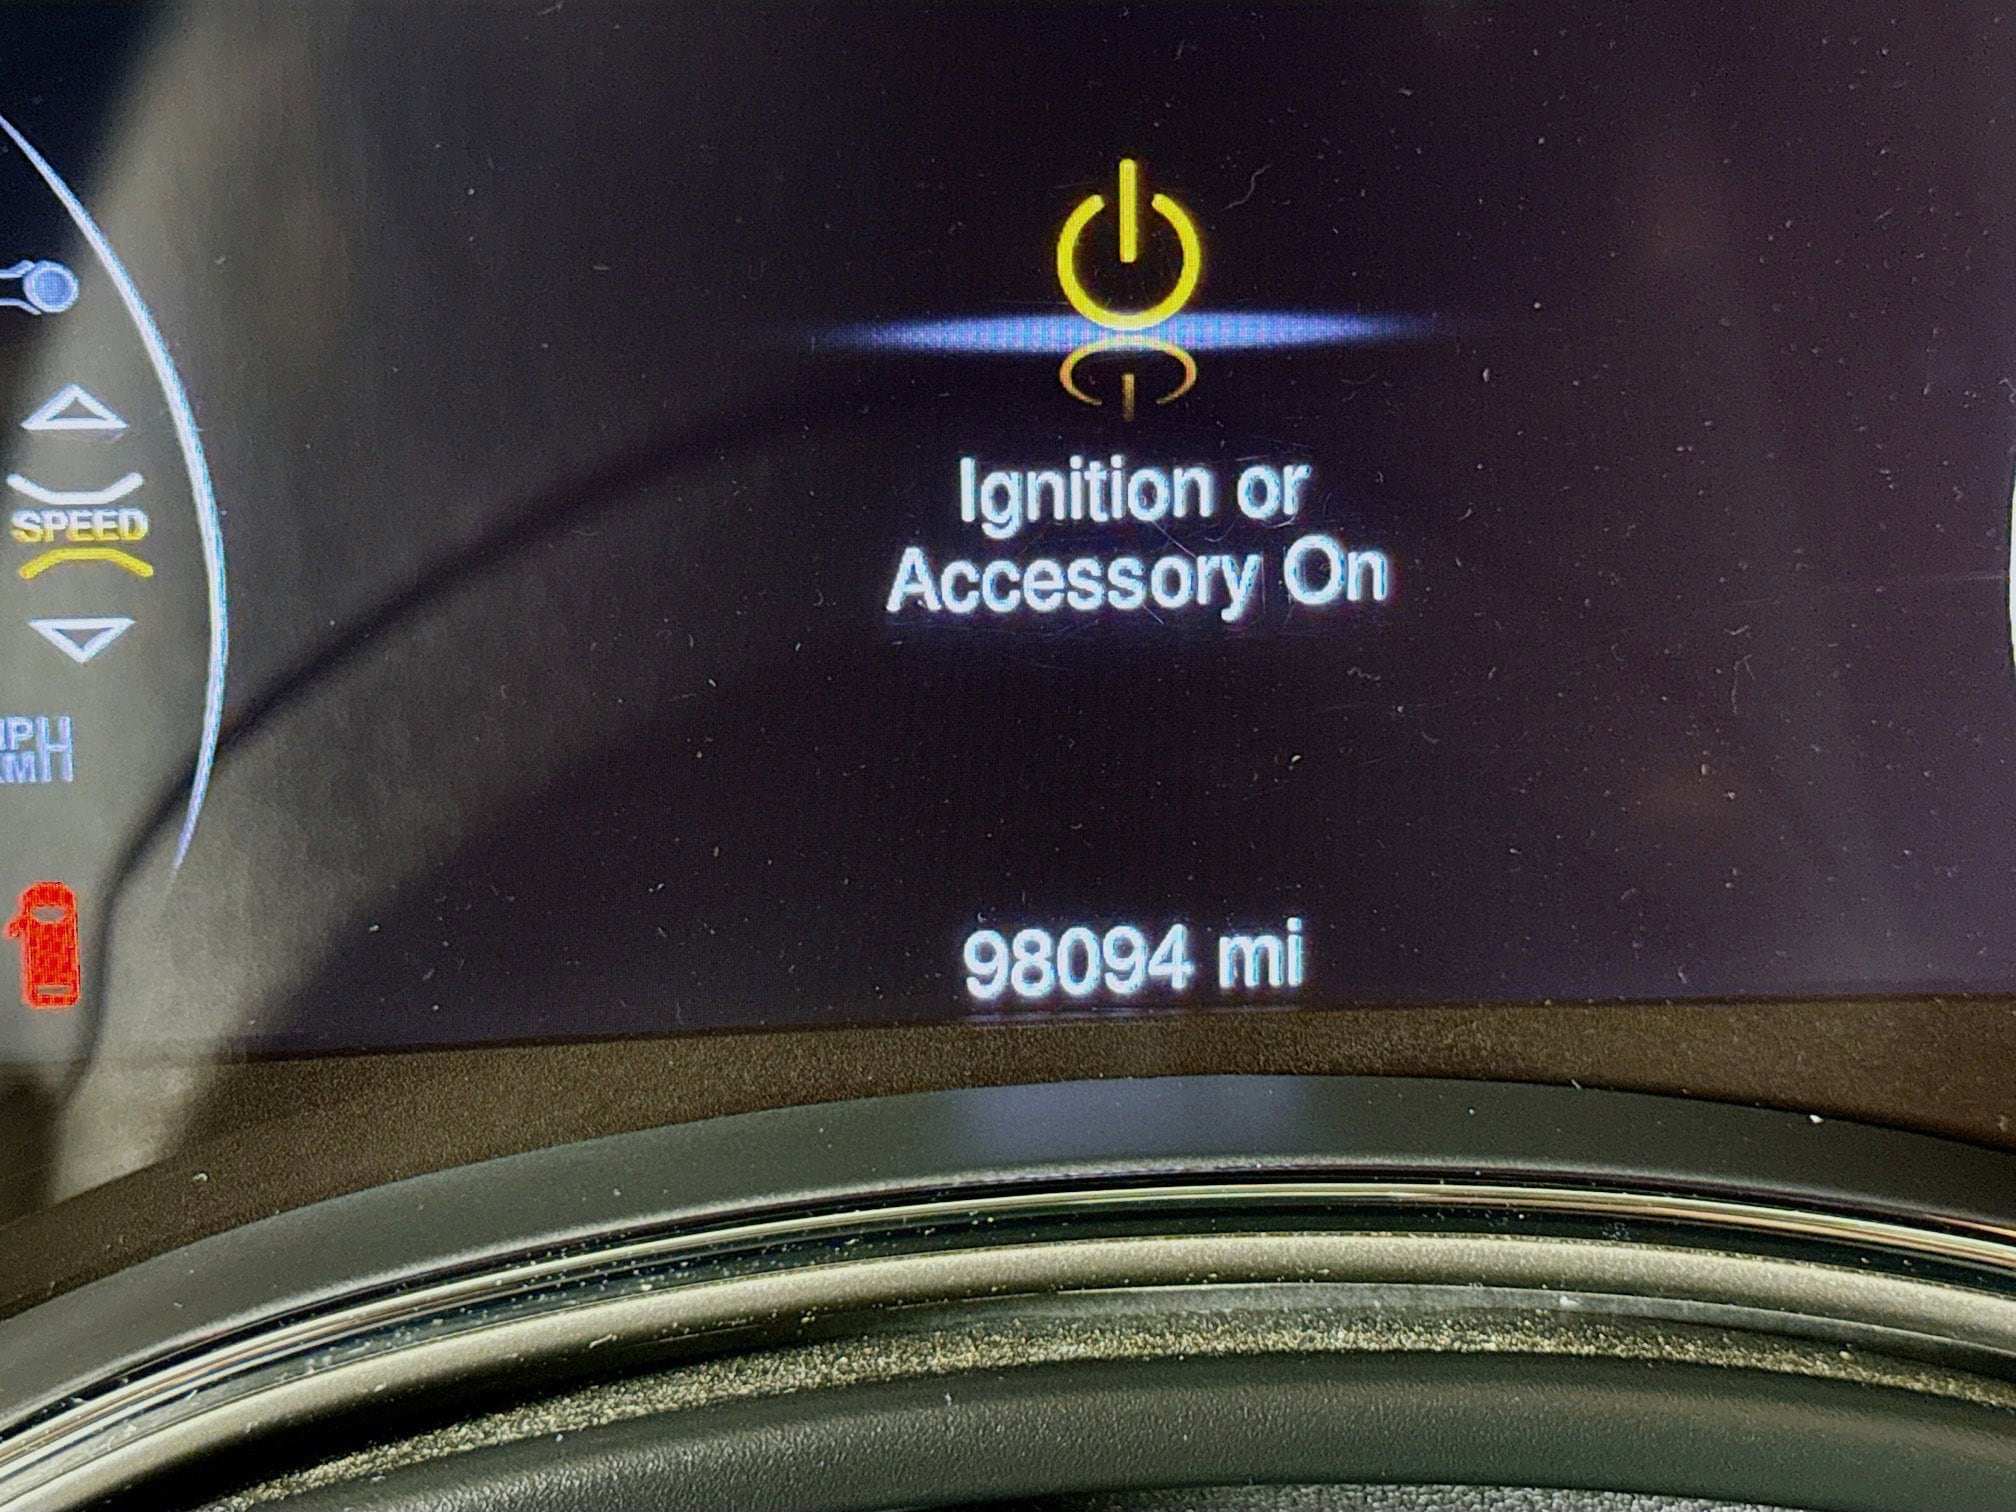 SPEED
Ignition or
Accessory On
98094 mi